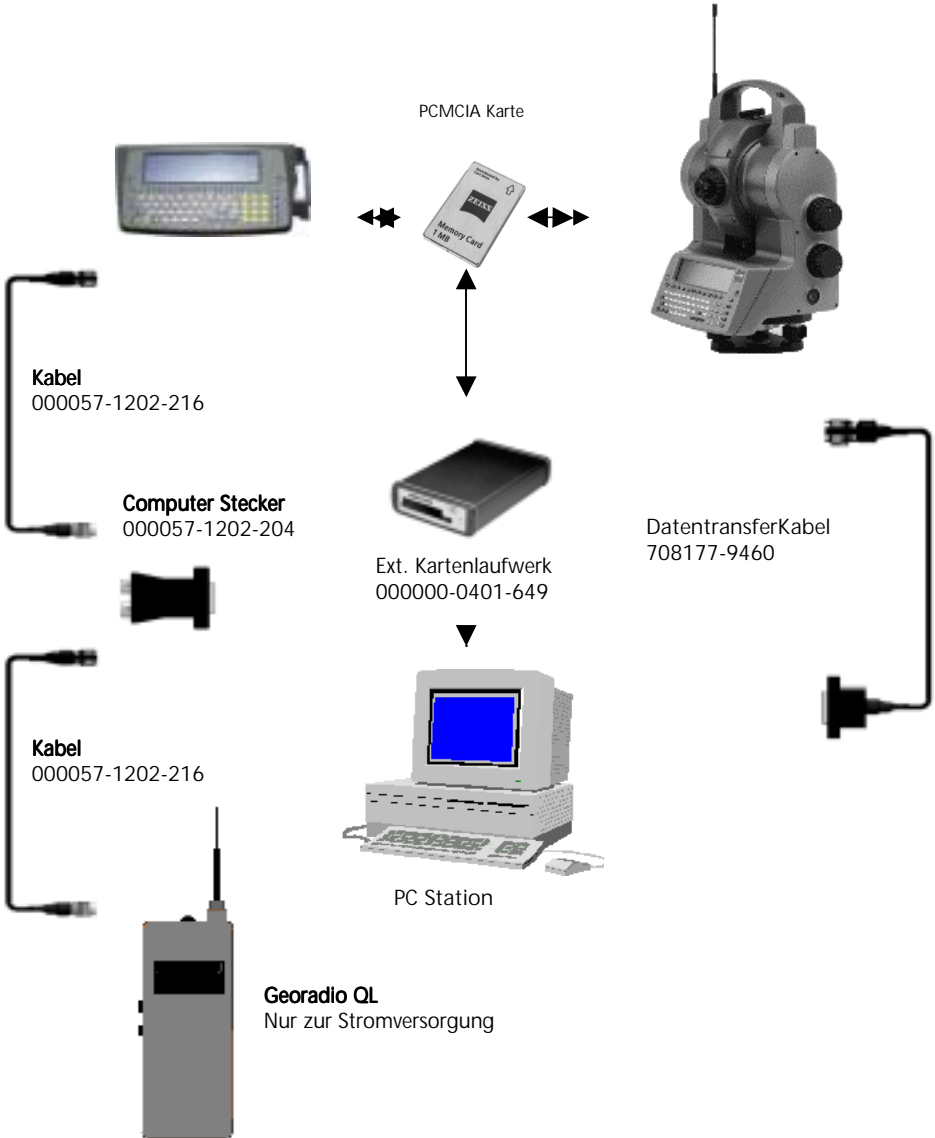 PCMCIA Karte
ZEISS
Memory Card
1 MB
Kabel
000057-1202-216
Computer Stecker
000057-1202-204
DatentransferKabel
708177-9460
Ext. Kartenlaufwerk
000000-0401-649
Kabel
000057-1202-216
PC Station
Georadio QL
Nur zur Stromversorgung